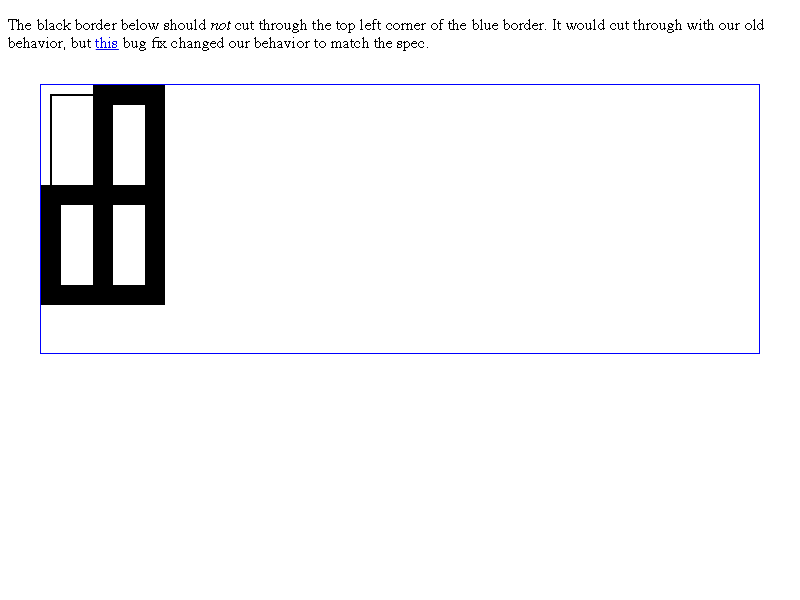 The black border below should not cut through the top left corner of the blue border. It would cut through with our old
behavior, but this bug fix changed our behavior to match the spec.